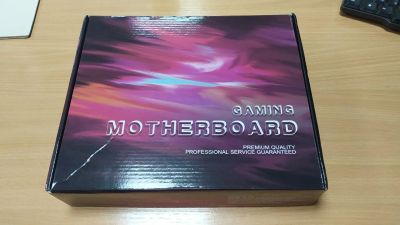 GAMING
MOTHERBOARD
PREMIUM QUALITY
PROFESSIONAL SERVICE GUARANTEED